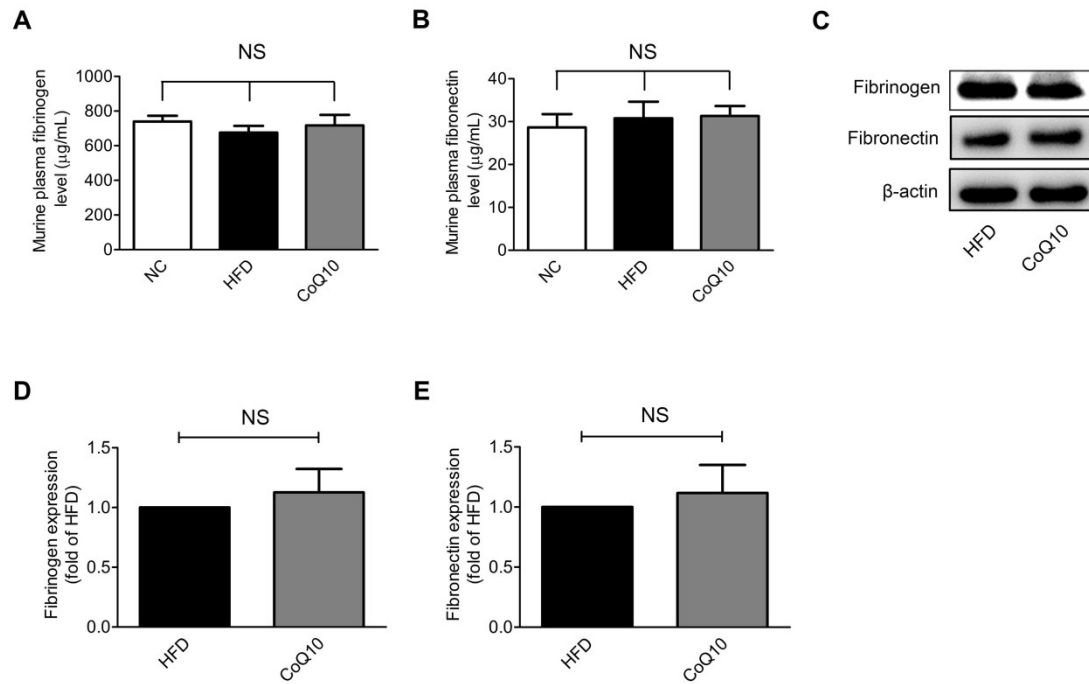 A
NS
Murine plasma fibrinogen
level (μg/mL)
1000
800
600
400
200
0
NC
HFD
CoQ10
B
NS
Murine plasma fibronectin
level (μg/mL)
40
30
20
10
0
NC
HFD
CoQ10
C
Fibrinogen
Fibronectin
β-actin
HFD
CoQ10
D
NS
Fibrinogen expression
(fold of HFD)
1.5
1.0
0.5
0.0
HFD
CoQ10
E
NS
Fibronectin expression
(fold of HFD)
1.5
1.0
0.5
0.0
HFD
CoQ10